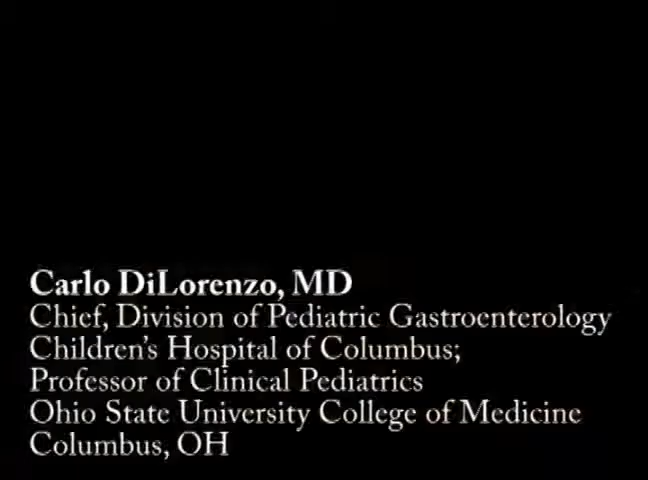 Carlo DiLorenzo, MD
Chief, Division of Pediatric Gastroenterology
Children's Hospital of Columbus;
Professor of Clinical Pediatrics
Ohio State University College of Medicine
Columbus, OH